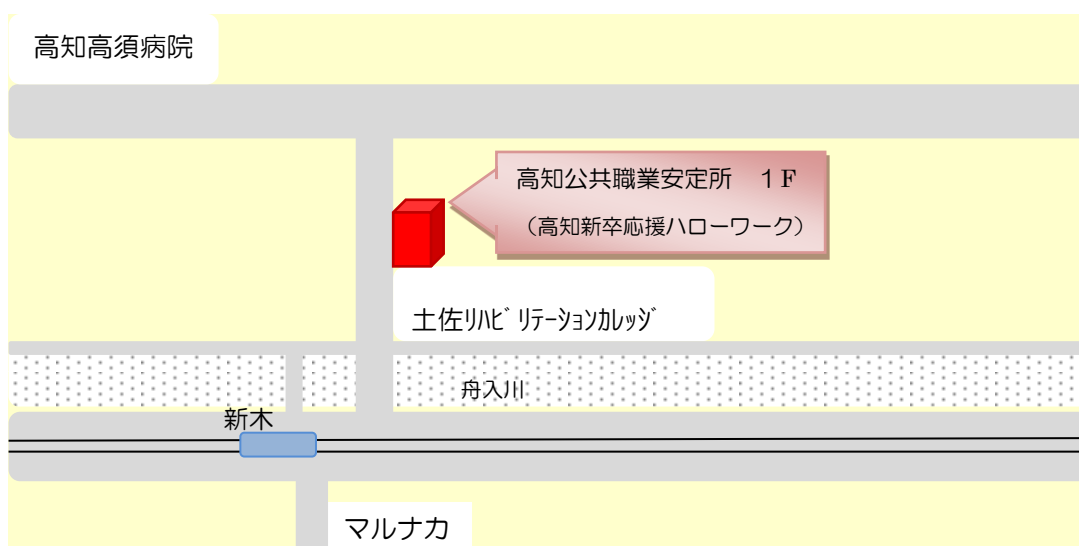 高知高須病院
高知公共職業安定所　１F
（高知新卒応援ハローワーク）
土佐ﾘﾊﾋﾞﾘﾃｰｼｮﾝｶﾚｯｼﾞ
舟入川
新木
マルナカ